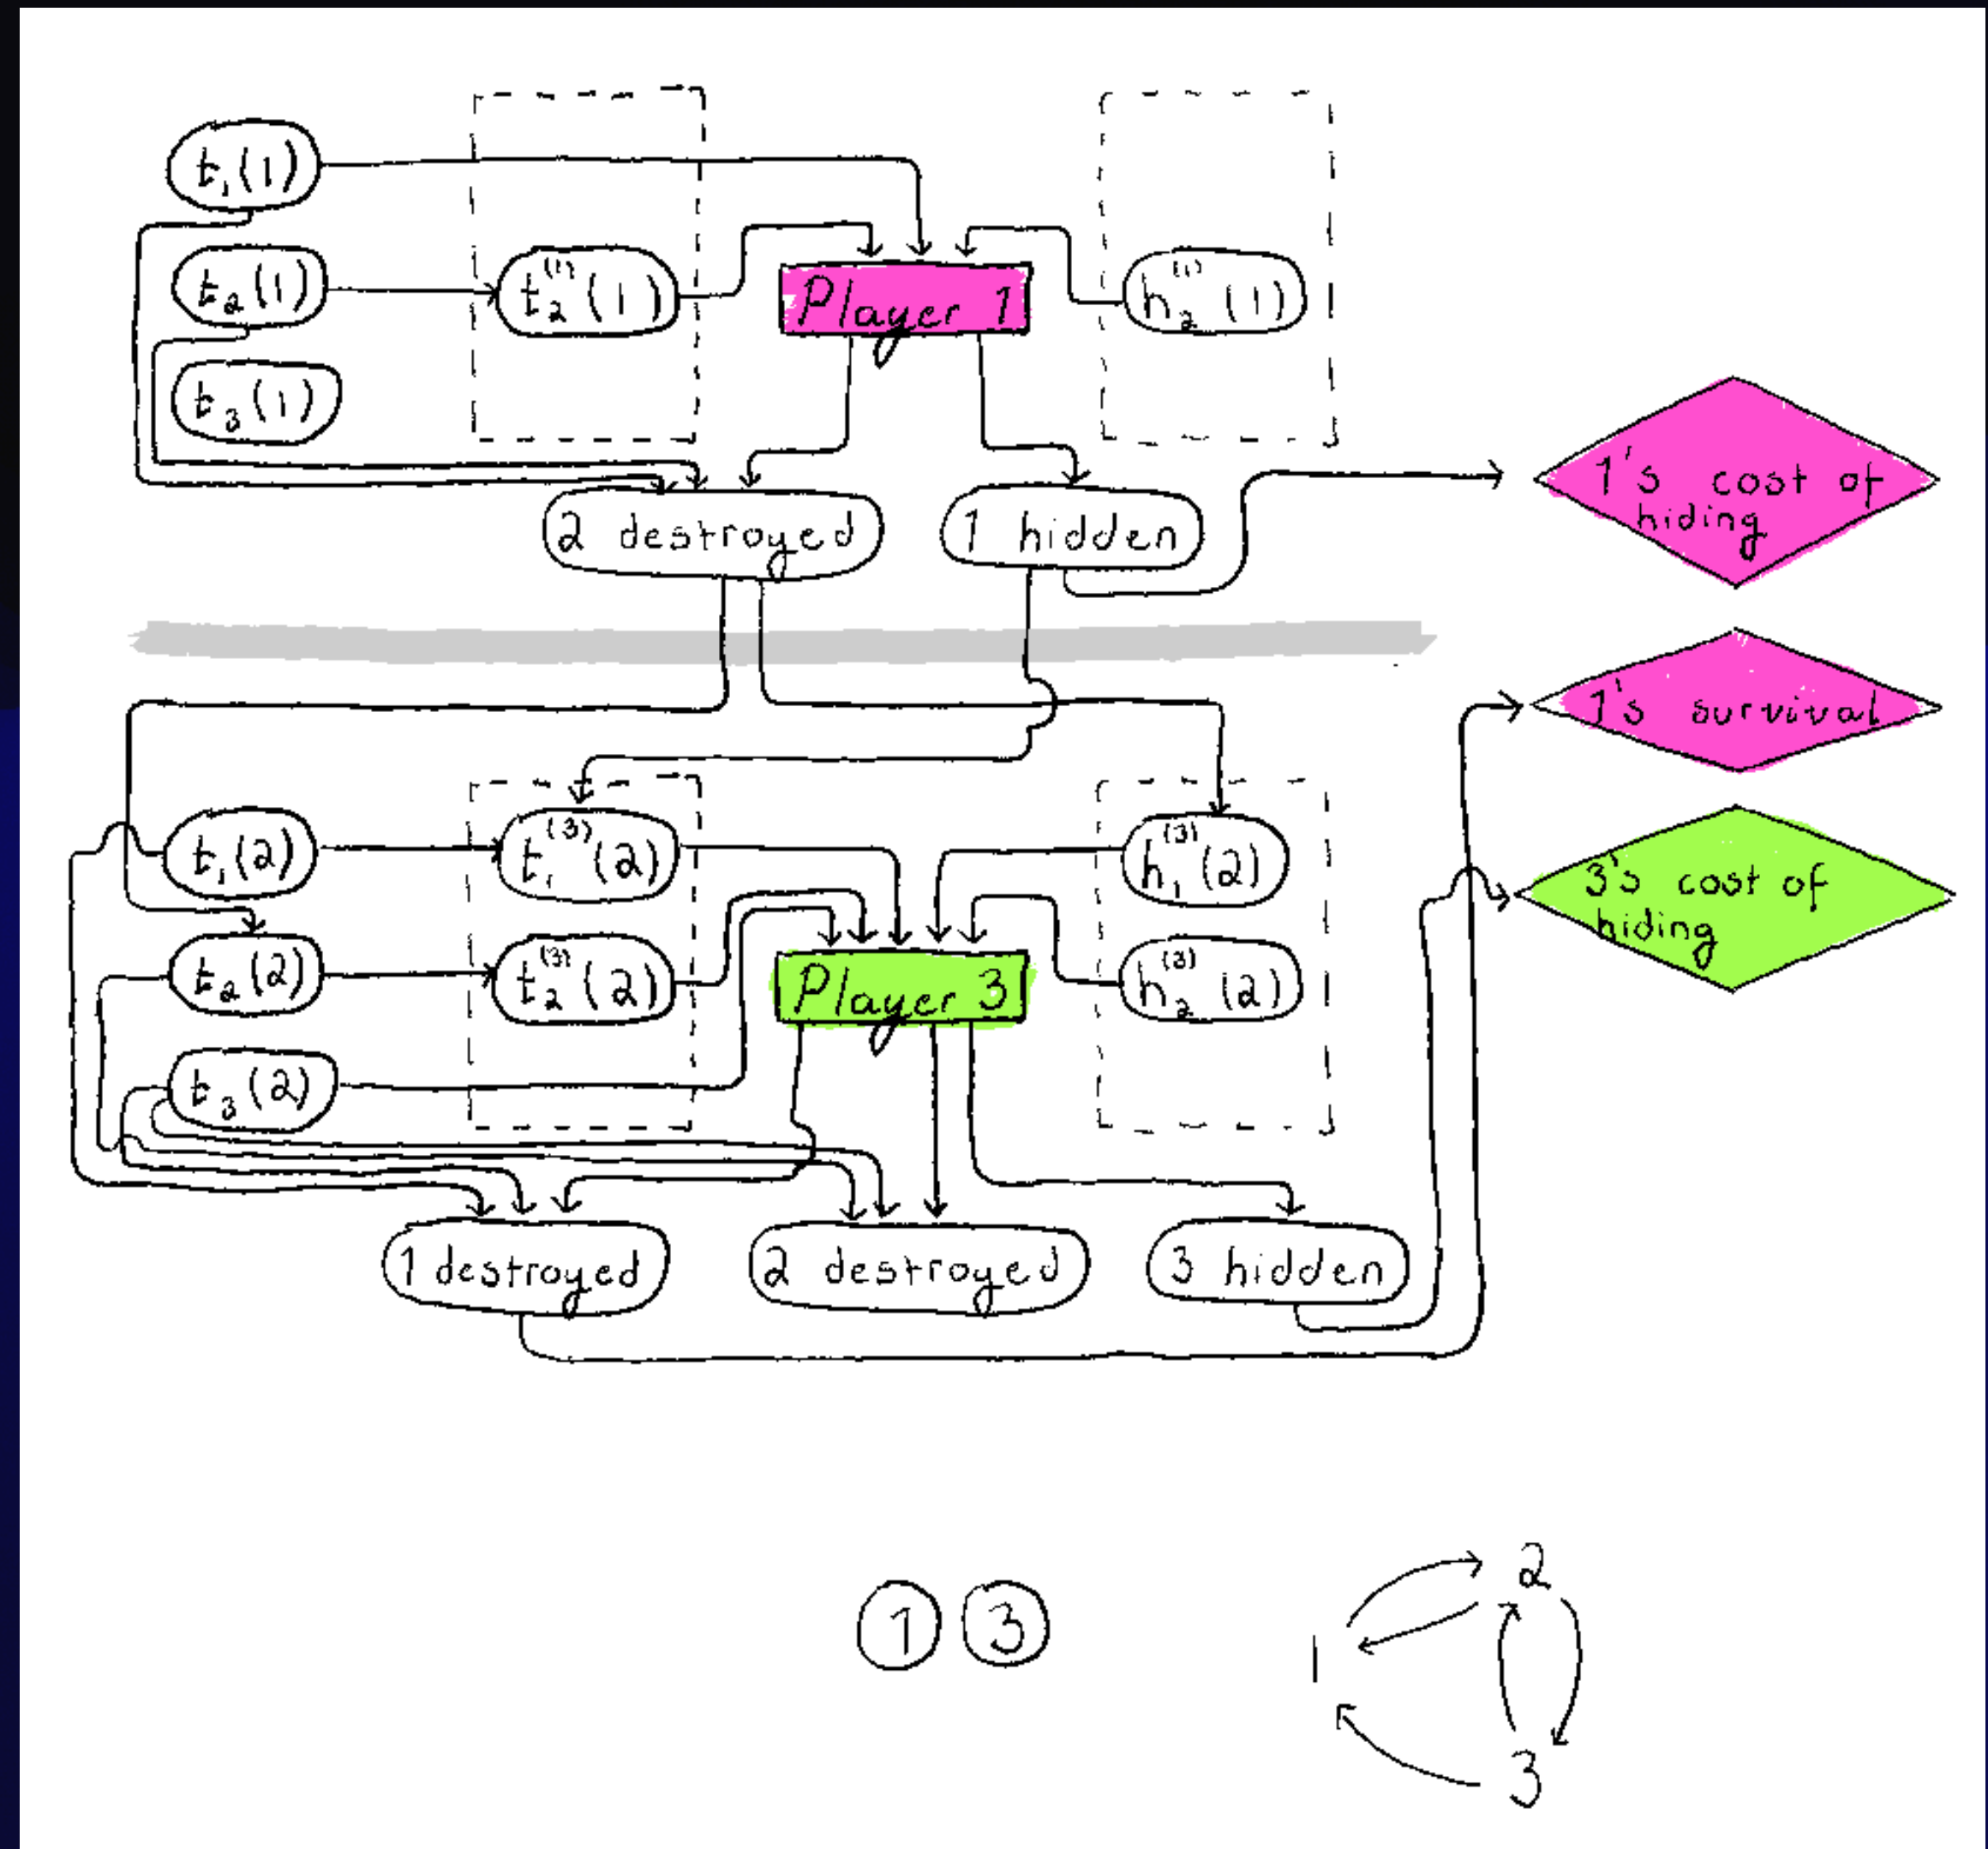 t₁(1)
t₂(1)
t₂⁽¹⁾(1)
Player 1
h₂⁽¹⁾(1)
t₃(1)
1's cost of
hiding
2 destroyed
1 hidden
1's survival
t₁(2)
t₁⁽³⁾(2)
h₁⁽³⁾(2)
3's cost of
hiding
t₂(2)
t₂⁽³⁾(2)
Player 3
h₂⁽³⁾(2)
t₃(2)
1 destroyed
2 destroyed
3 hidden
1 3
2
1
3